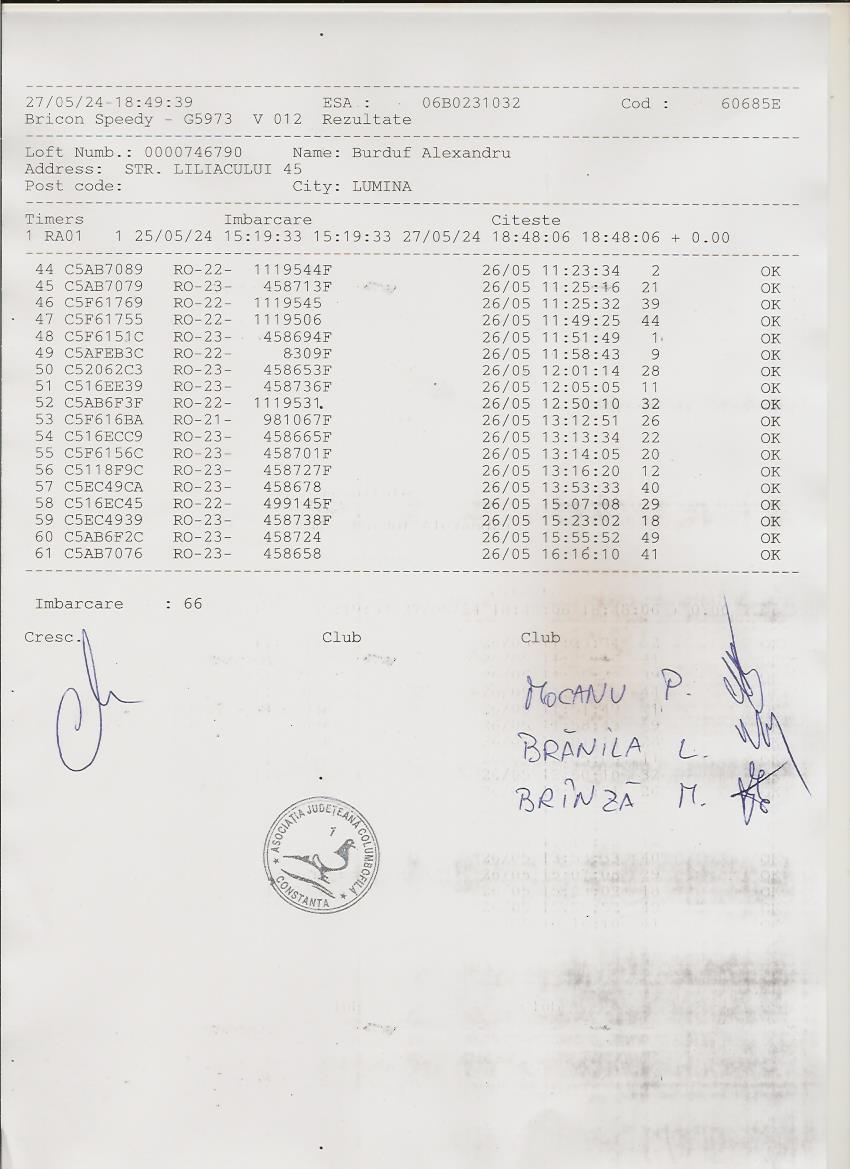 27/05/24-18:49:39 ESA : 06B0231032 Cod : 60685E
Bricon Speedy - G5973 V 012 Rezultate
Loft Numb.: 0000746790 Name: Burduf Alexandru
Address: STR. LILIACULUI 45
Post code: City: LUMINA
Timers Imbarcare Citeste
1 RA01 1 25/05/24 15:19:33 15:19:33 27/05/24 18:48:06 18:48:06 + 0.00
44 C5AB7089 RO-22- 1119544F 26/05 11:23:34 2 OK
45 C5AB7079 RO-23- 458713F 26/05 11:25:16 21 OK
46 C5F61769 RO-22- 1119545 26/05 11:25:32 39 OK
47 C5F61755 RO-22- 1119506 26/05 11:49:25 44 OK
48 C5F6151C RO-23- 458694F 26/05 11:51:49 1 OK
49 C5AFEB3C RO-22- 8309F 26/05 11:58:43 9 OK
50 C52062C3 RO-23- 458653F 26/05 12:01:14 28 OK
51 C516EE39 RO-23- 458736F 26/05 12:05:05 11 OK
52 C5AB6F3F RO-22- 1119531 26/05 12:50:10 32 OK
53 C5F616BA RO-21- 981067F 26/05 13:12:51 26 OK
54 C516ECC9 RO-23- 458665F 26/05 13:13:34 22 OK
55 C5F6156C RO-23- 458701F 26/05 13:14:05 20 OK
56 C5118F9C RO-23- 458727F 26/05 13:16:20 12 OK
57 C5EC49CA RO-23- 458678 26/05 13:53:33 40 OK
58 C516EC45 RO-22- 499145F 26/05 15:07:08 29 OK
59 C5EC4939 RO-23- 458738F 26/05 15:23:02 18 OK
60 C5AB6F2C RO-23- 458724 26/05 15:55:52 49 OK
61 C5AB7076 RO-23- 458658 26/05 16:16:10 41 OK
Imbarcare : 66
Cresc. Club Club
MOCANU P.
BRĂNILA L.
BRÎNZĂ M.
ASOCIAȚIA JUDEȚEANĂ COLUMBOFILĂ
1
CONSTANTA